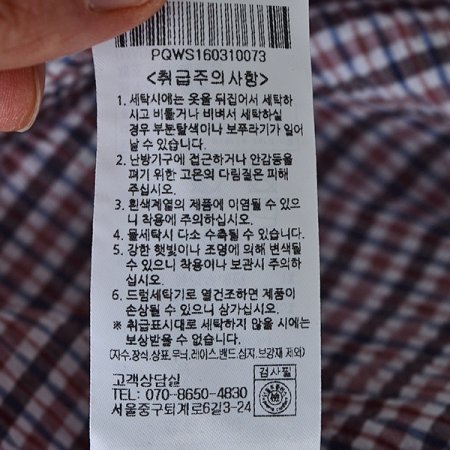 PQWS160310073
<취급주의사항>
1. 세탁시에는 옷을 뒤집어서 세탁하
시고 비틀거나 비벼서 세탁하실
경우 부분탈색이나 보푸라기가 일어
날 수 있습니다.
2. 난방기구에 접근하거나 안감등을
펴기 위한 고온의 다림질은 피해
주십시오.
3. 흰색계열의 제품에 이염될 수 있으
니 착용에 주의하십시오.
4. 물세탁시 다소 수축될 수 있습니다.
5. 강한 햇빛이나 조명에 의해 변색될
수 있으니 착용이나 보관시 주의하
십시오.
6. 드럼세탁기로 열건조하면 제품이
손상될 수 있으니 삼가십시오.
※ 취급표시대로 세탁하지 않을 시에는
보상받을 수 없습니다.
(자수,장식,상표,무늬,레이스,밴드,심지,보강재 제외)
고객상담실
TEL: 070-8650-4830
서울중구퇴계로6길3-24
검사필